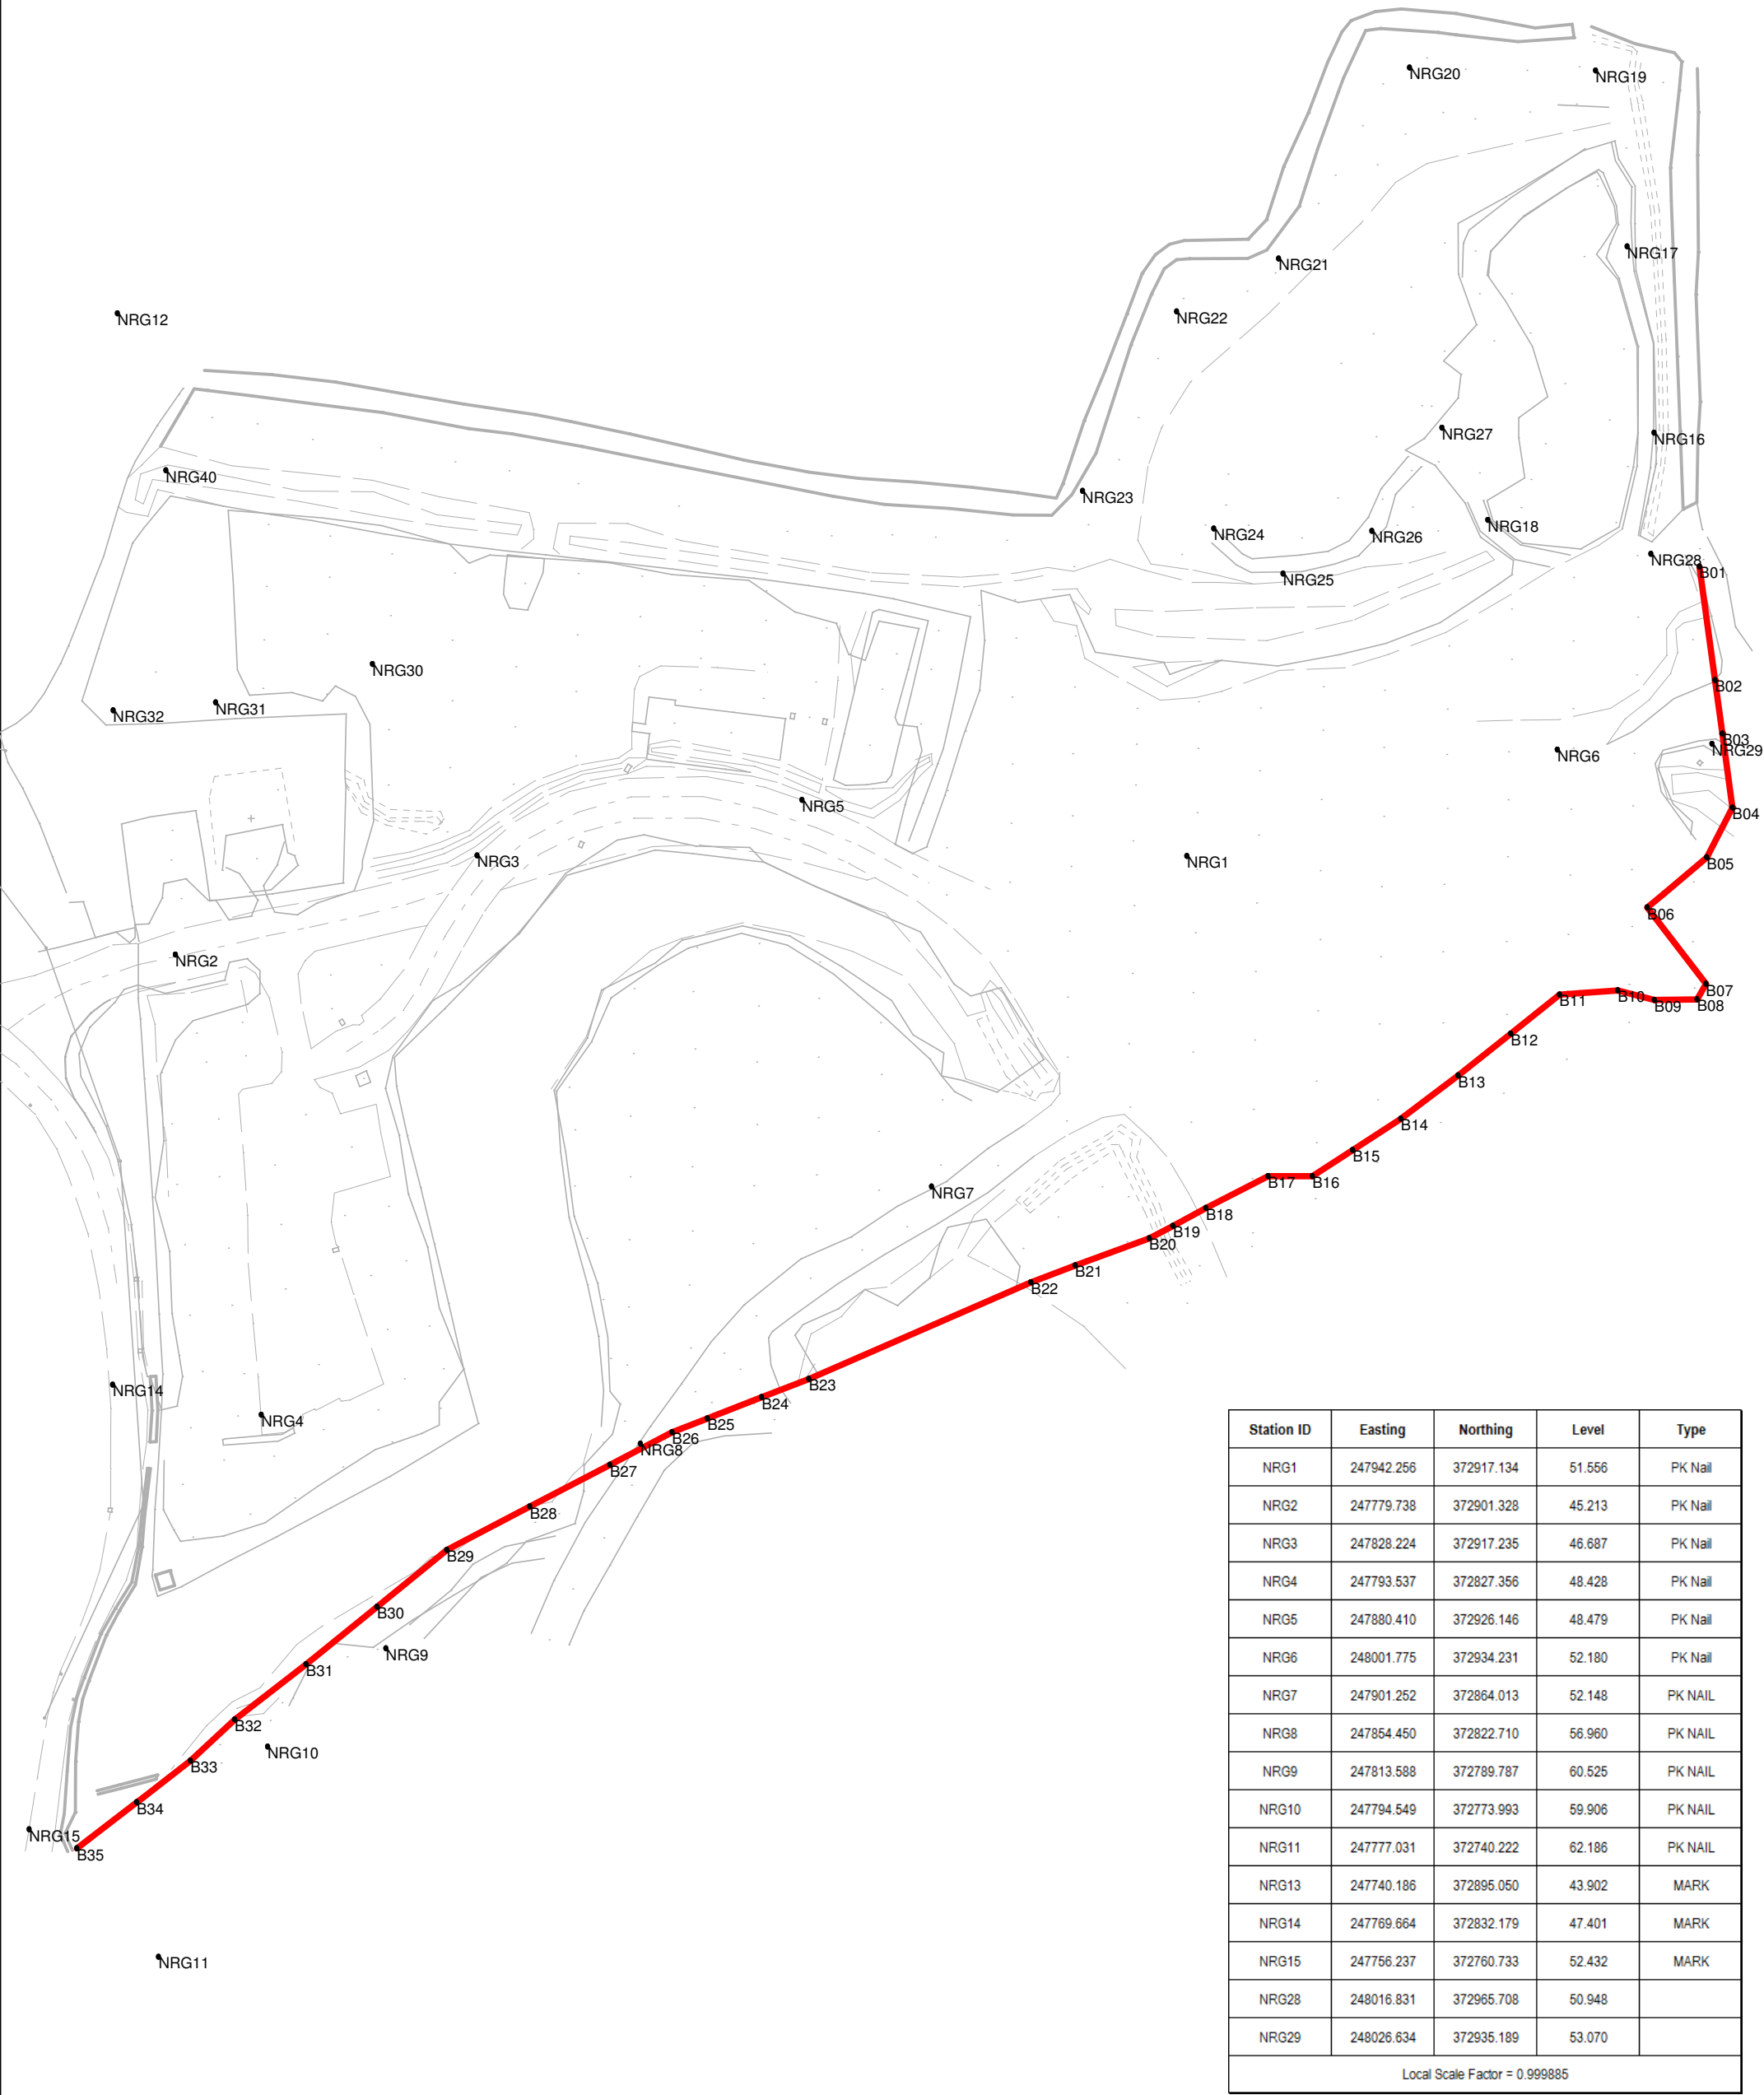 NRG20
NRG19
NRG17
NRG21
NRG22
NRG12
NRG27
NRG16
NRG40
NRG23
NRG24
NRG26
NRG18
NRG28
B01
NRG25
NRG30
B02
NRG32
NRG31
B03
NRG29
NRG6
NRG5
B04
NRG3
NRG1
B05
B06
NRG2
B07
B11
B10
B09
B08
B12
B13
B14
B15
NRG7
B17
B16
B18
B19
B20
B21
B22
NRG14
B23
B24
NRG4
B25
B26
NRG8
B27
B28
B29
B30
NRG9
B31
B32
NRG10
B33
B34
NRG15
B35
NRG11
Station ID Easting Northing Level Type
NRG1 247942.256 372917.134 51.556 PK Nail
NRG2 247779.738 372901.328 45.213 PK Nail
NRG3 247828.224 372917.235 46.687 PK Nail
NRG4 247793.537 372827.356 48.428 PK Nail
NRG5 247880.410 372926.146 48.479 PK Nail
NRG6 248001.775 372934.231 52.180 PK Nail
NRG7 247901.252 372864.013 52.148 PK NAIL
NRG8 247854.450 372822.710 56.960 PK NAIL
NRG9 247813.588 372789.787 60.525 PK NAIL
NRG10 247794.549 372773.993 59.906 PK NAIL
NRG11 247777.031 372740.222 62.186 PK NAIL
NRG13 247740.186 372895.050 43.902 MARK
NRG14 247769.664 372832.179 47.401 MARK
NRG15 247756.237 372760.733 52.432 MARK
NRG28 248016.831 372965.708 50.948
NRG29 248026.634 372935.189 53.070
Local Scale Factor = 0.999885